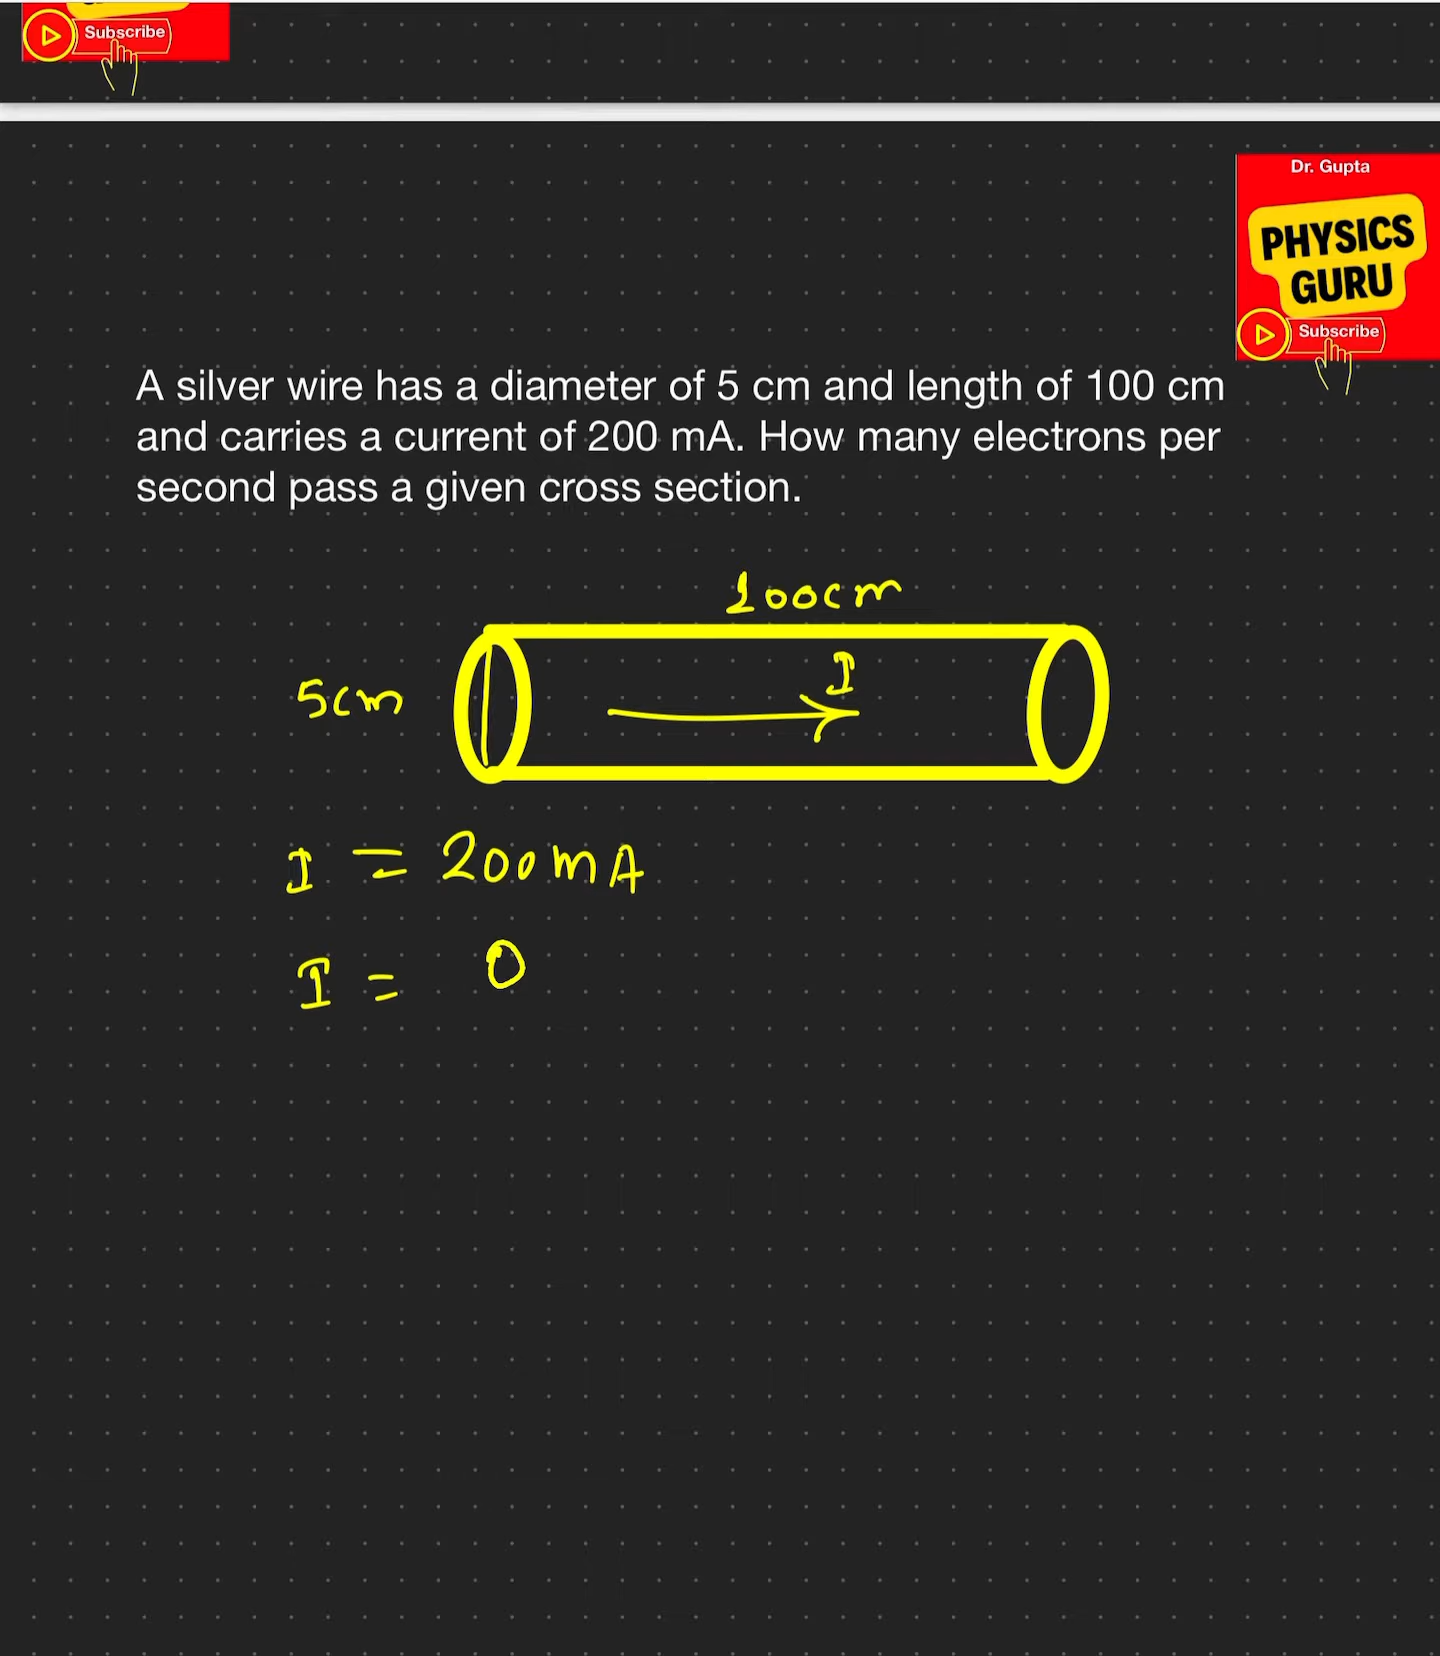 Subscribe
Dr. Gupta
PHYSICS
GURU
Subscribe
A silver wire has a diameter of 5 cm and length of 100 cm
and carries a current of 200 mA. How many electrons per
second pass a given cross section.
100cm
I
5cm
I = 200mA
I = 0